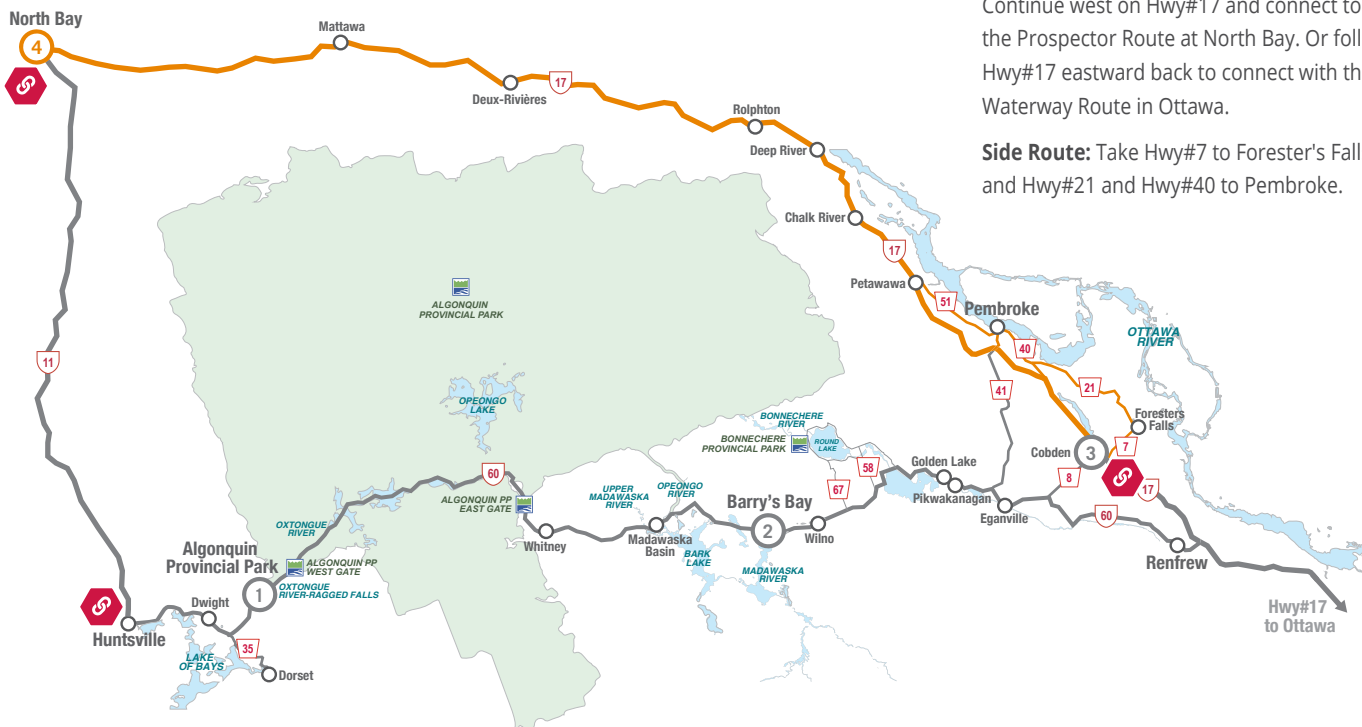 Continue west on Hwy#17 and connect to
the Prospector Route at North Bay. Or foll
Hwy#17 eastward back to connect with th
Waterway Route in Ottawa.
Side Route: Take Hwy#7 to Forester's Fall
and Hwy#21 and Hwy#40 to Pembroke.
North Bay
4
Mattawa
Deux-Rivières
17
Rolphton
Deep River
Chalk River
17
Petawawa
51
Pembroke
40
OTTAWA
RIVER
ALGONQUIN
PROVINCIAL PARK
11
41
21
OPEONGO
LAKE
BONNECHERE
RIVER
BONNECHERE
PROVINCIAL PARK
ROUND
LAKE
Foresters
Falls
7
Cobden
3
58
Golden Lake
Pikwakanagan
8
17
60
ALGONQUIN PP
EAST GATE
UPPER
MADAWASKA
RIVER
OPEONGO
RIVER
67
Barry's Bay
2
Wilno
Eganville
60
Renfrew
OXTONGUE
RIVER
Whitney
Madawaska
Basin
BARK
LAKE
MADAWASKA
RIVER
Algonquin
Provincial Park
ALGONQUIN PP
WEST GATE
1
OXTONGUE
RIVER-RAGGED FALLS
Dwight
Huntsville
35
LAKE
OF BAYS
Dorset
Hwy#17
to Ottawa